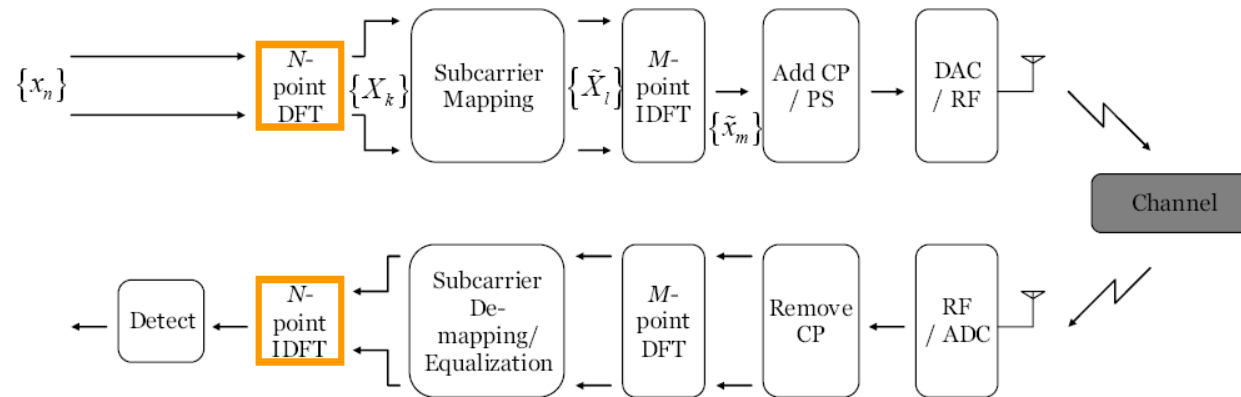 {x_n}
N-
point
DFT
{X_k}
Subcarrier
Mapping
{X̃_l}
M-
point
IDFT
{x̃_m}
Add CP
/ PS
DAC
/ RF
Channel
Detect
N-
point
IDFT
Subcarrier
De-
mapping/
Equalization
M-
point
DFT
Remove
CP
RF
/ ADC